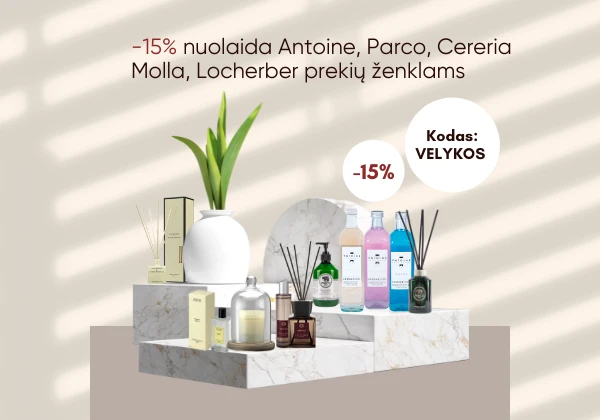 -15% nuolaida Antoine, Parco, Cereria
Molla, Locherber prekių ženklams
Kodas:
VELYKOS
-15%